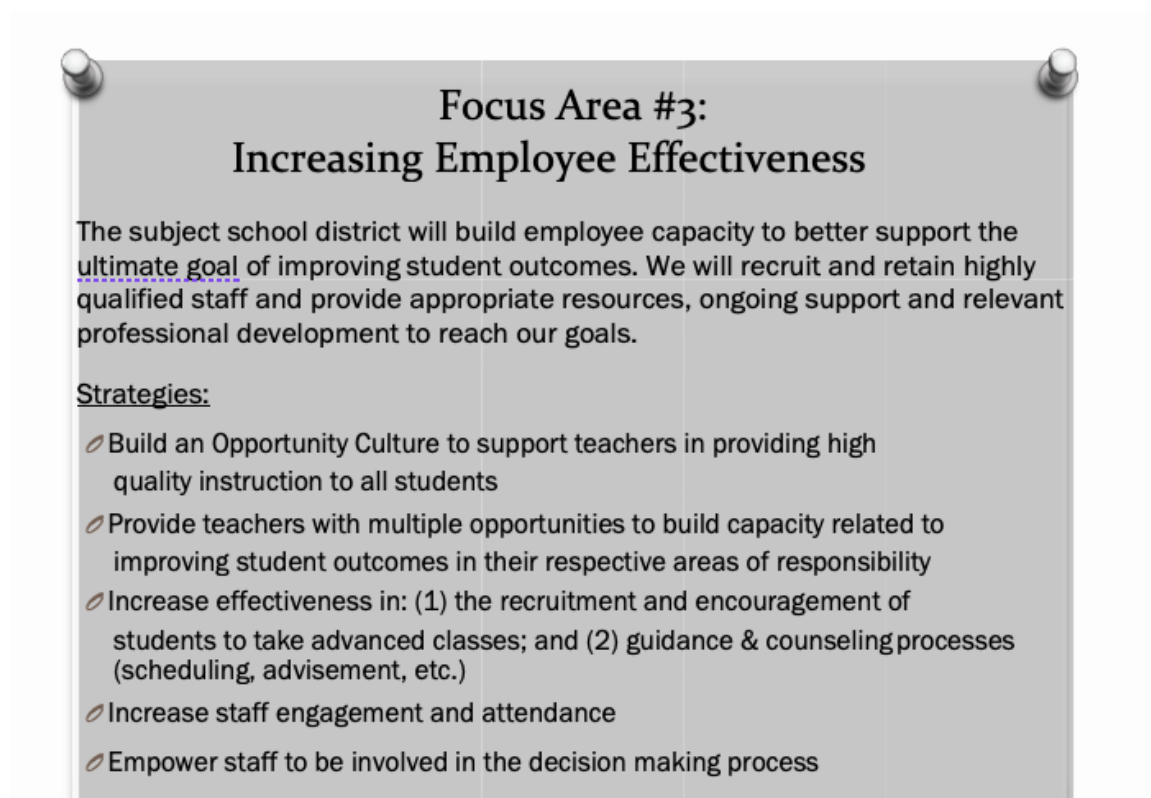 Focus Area #3:
Increasing Employee Effectiveness
The subject school district will build employee capacity to better support the
ultimate goal of improving student outcomes. We will recruit and retain highly
qualified staff and provide appropriate resources, ongoing support and relevant
professional development to reach our goals.
Strategies:
Build an Opportunity Culture to support teachers in providing high
quality instruction to all students
Provide teachers with multiple opportunities to build capacity related to
improving student outcomes in their respective areas of responsibility
Increase effectiveness in: (1) the recruitment and encouragement of
students to take advanced classes; and (2) guidance & counseling processes
(scheduling, advisement, etc.)
Increase staff engagement and attendance
Empower staff to be involved in the decision making process